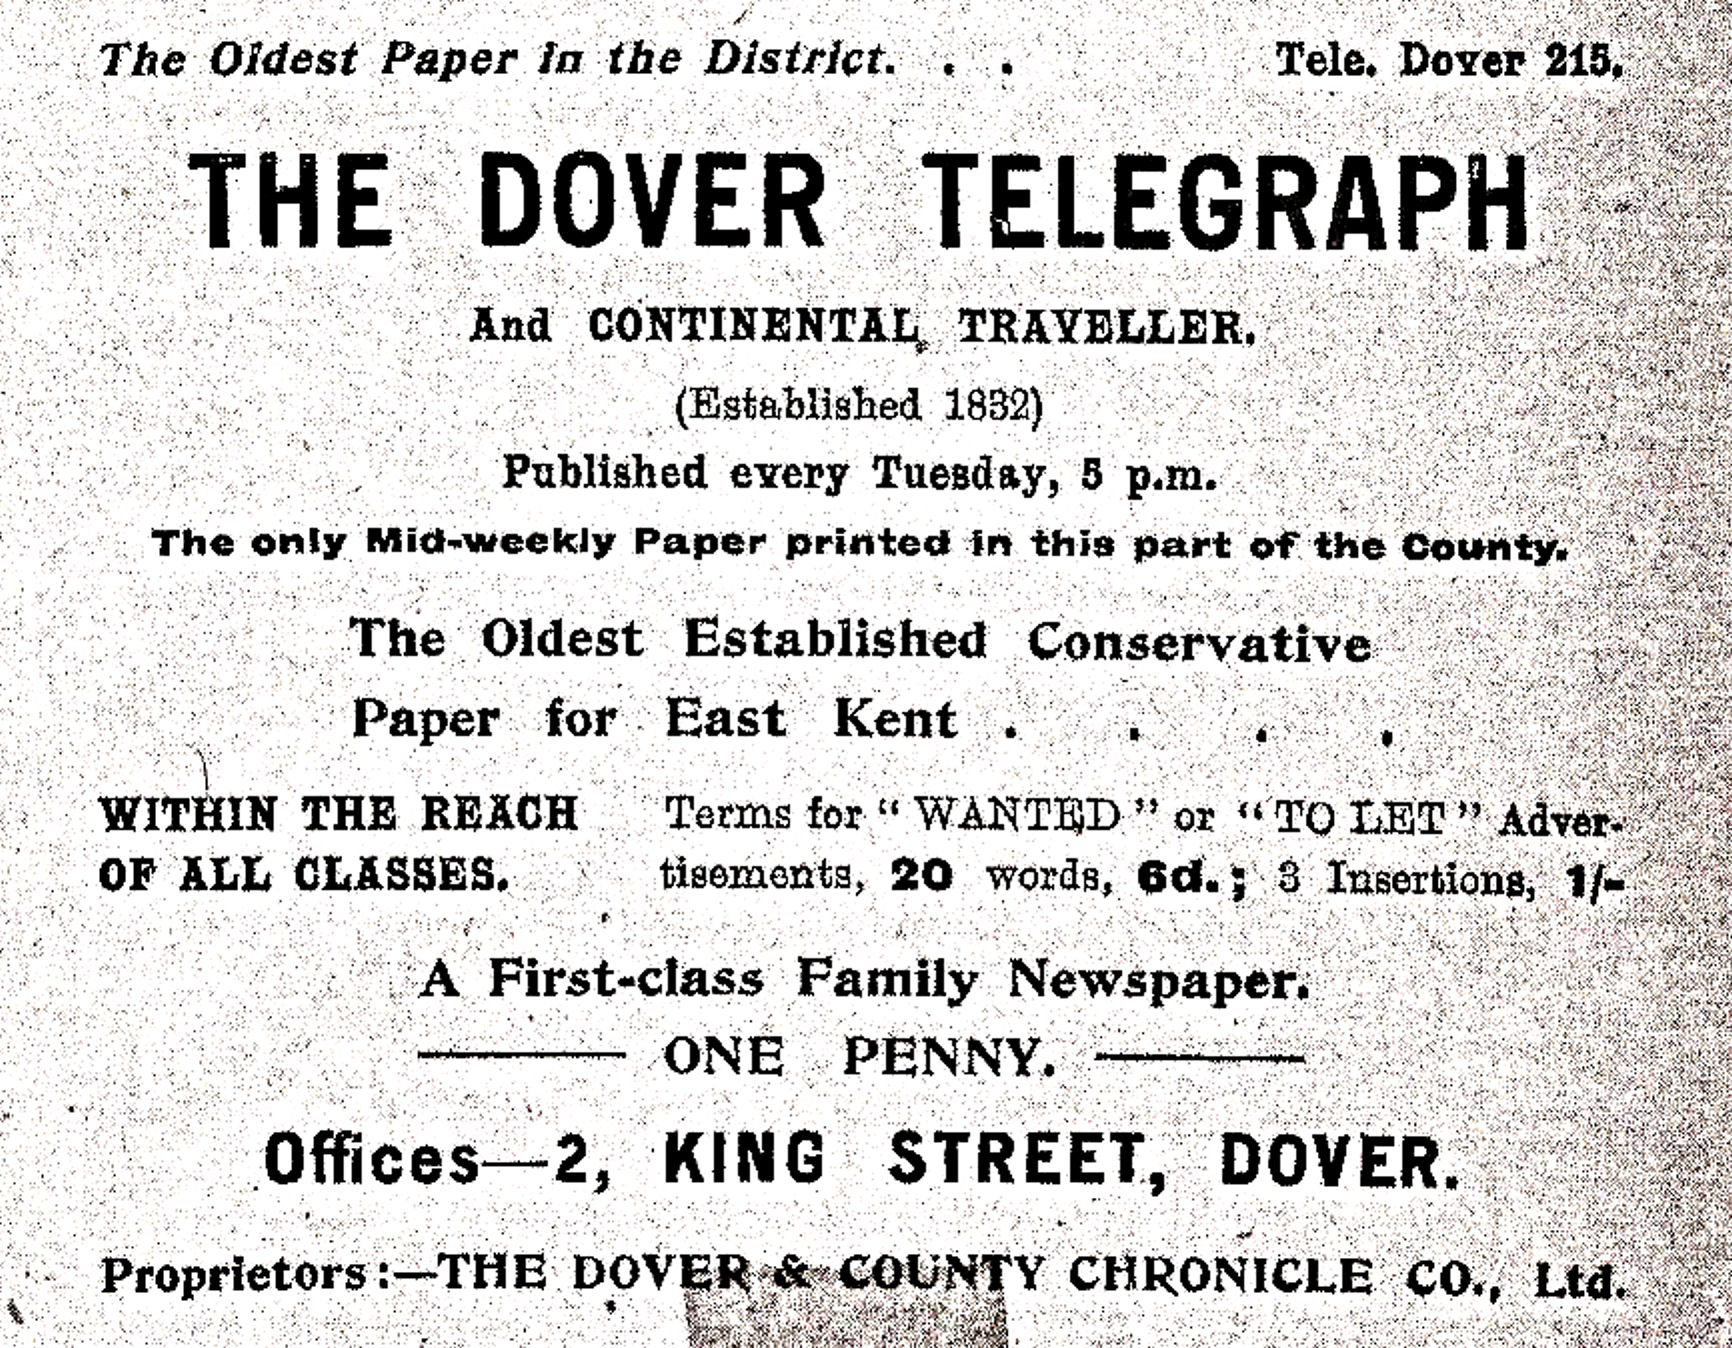 The Oldest Paper in the District. . . Tele. Dover 215.
THE DOVER TELEGRAPH
And CONTINENTAL TRAVELLER.
(Established 1832)
Published every Tuesday, 5 p.m.
The only Mid-weekly Paper printed in this part of the County.
The Oldest Established Conservative
Paper for East Kent . . . .
WITHIN THE REACH
OF ALL CLASSES.
Terms for "WANTED" or "TO LET" Adver-
tisements, 20 words, 6d.; 3 Insertions, 1/-
A First-class Family Newspaper.
ONE PENNY.
Offices—2, KING STREET, DOVER.
Proprietors:—THE DOVER & COUNTY CHRONICLE CO., Ltd.